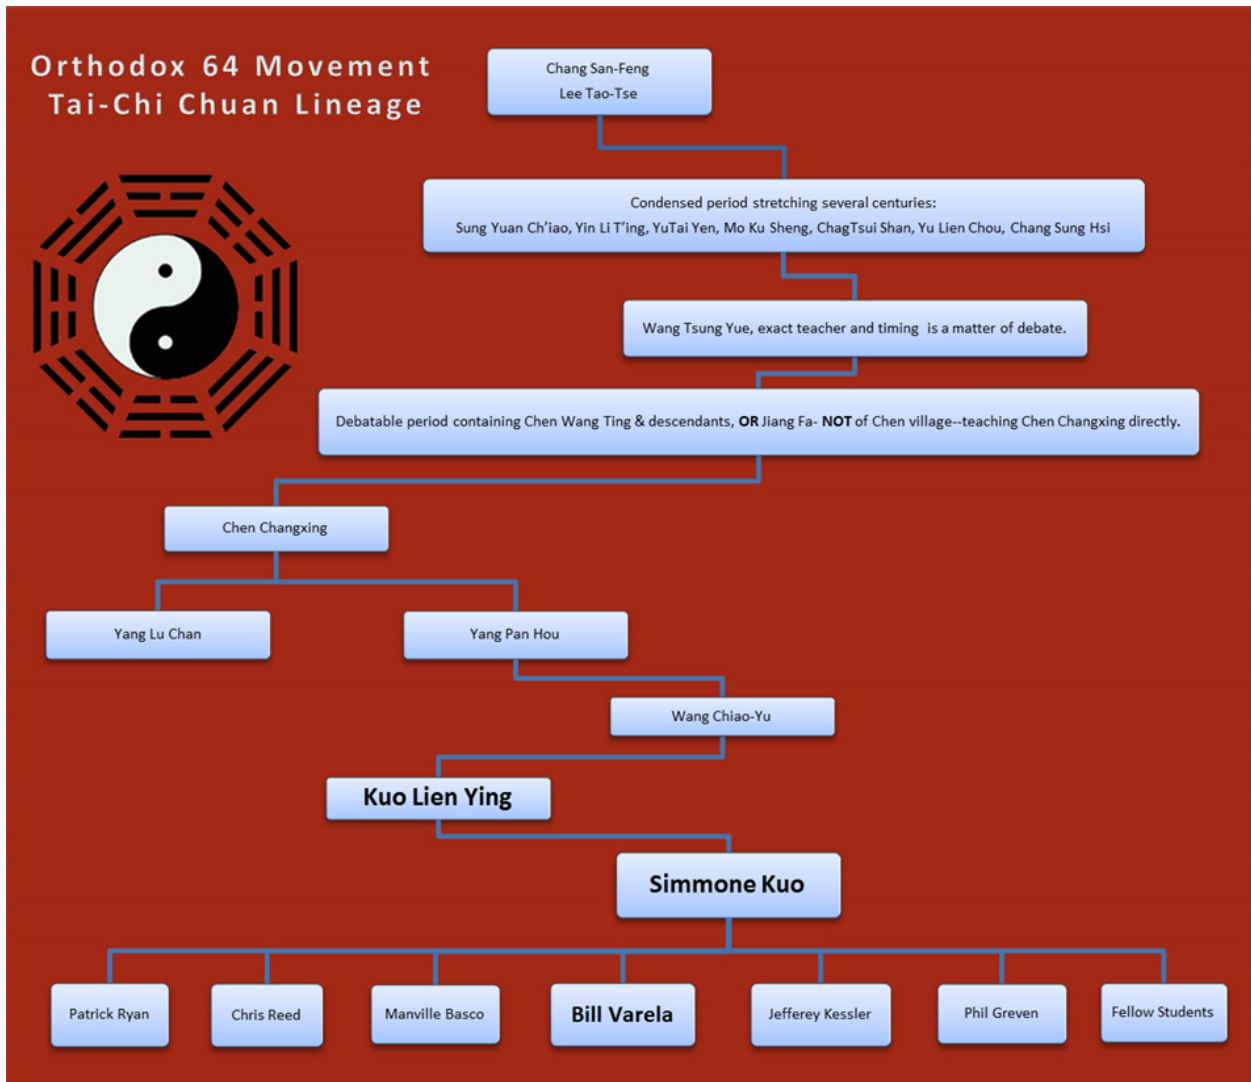 Orthodox 64 Movement
Tai-Chi Chuan Lineage
Chang San-Feng
Lee Tao-Tse
Condensed period stretching several centuries:
Sung Yuan Ch’iao, Yin Li T’ing, YuTai Yen, Mo Ku Sheng, ChagTsui Shan, Yu Lien Chou, Chang Sung Hsi
Wang Tsung Yue, exact teacher and timing is a matter of debate.
Debatable period containing Chen Wang Ting & descendants, OR Jiang Fa- NOT of Chen village--teaching Chen Changxing directly.
Chen Changxing
Yang Lu Chan
Yang Pan Hou
Wang Chiao-Yu
Kuo Lien Ying
Simmone Kuo
Patrick Ryan
Chris Reed
Manville Basco
Bill Varela
Jefferey Kessler
Phil Greven
Fellow Students